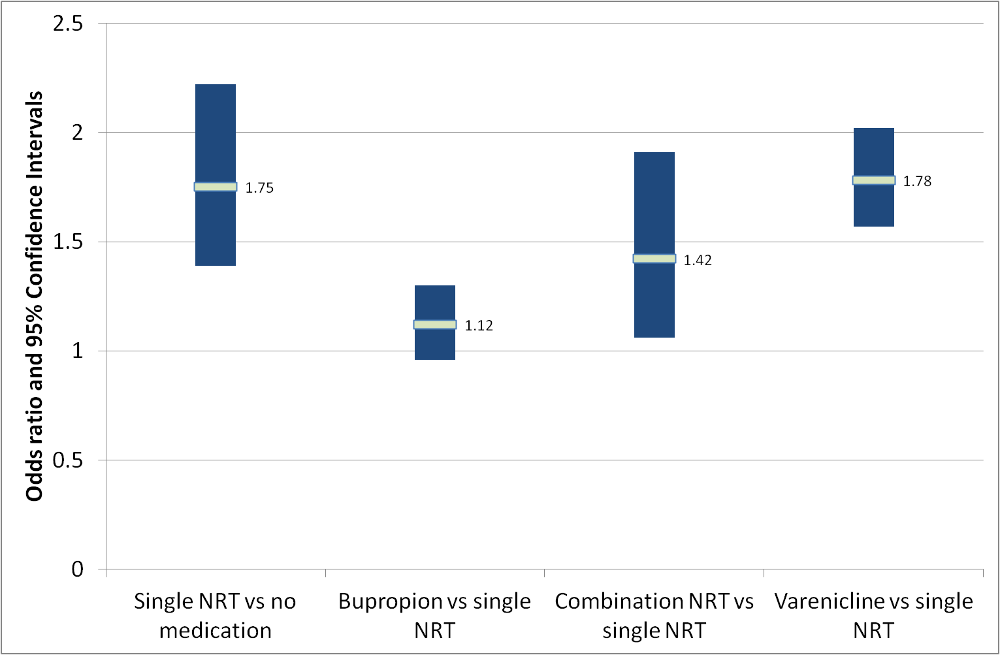 Odds ratio and 95% Confidence Intervals
2.5
2
1.5
1
0.5
0
1.75
1.12
1.42
1.78
Single NRT vs no
medication
Bupropion vs single
NRT
Combination NRT vs
single NRT
Varenicline vs single
NRT